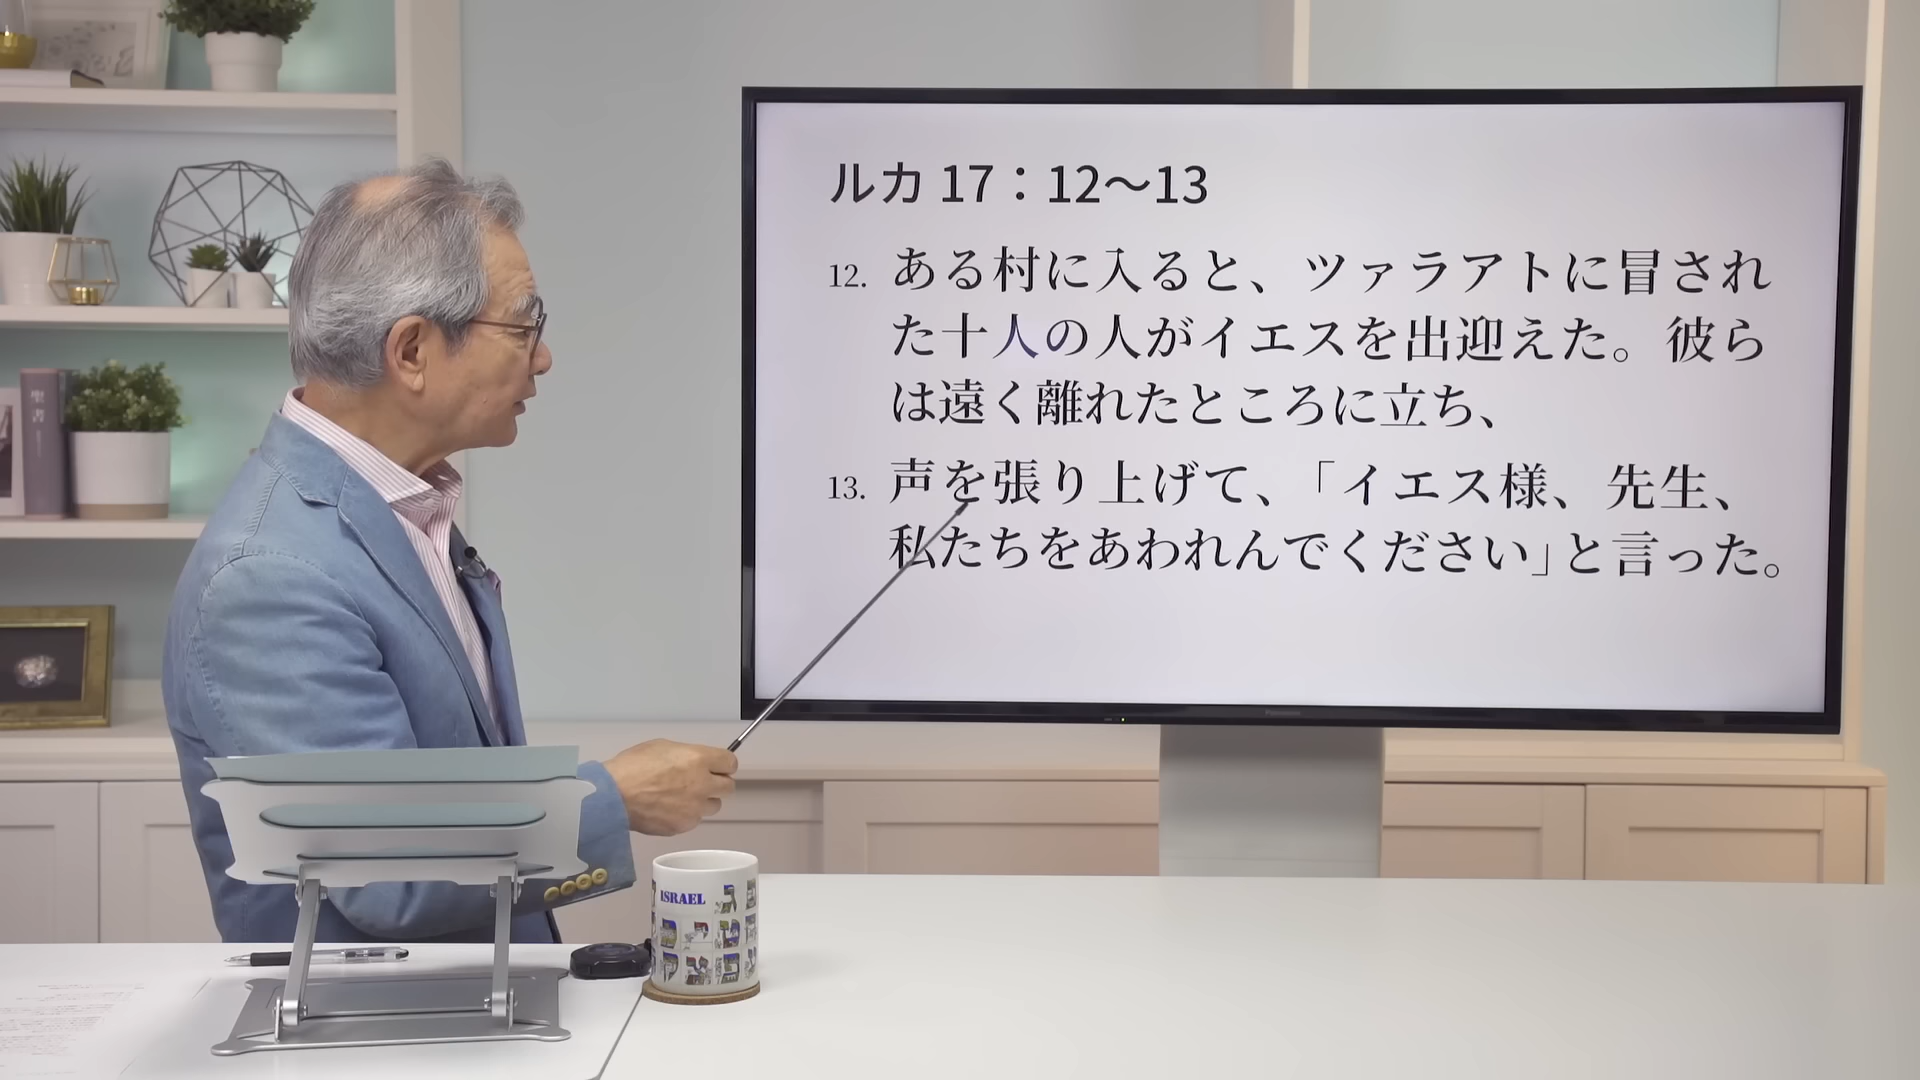 ルカ 17：12〜13
12. ある村に入ると、ツァラアトに冒され
た十人の人がイエスを出迎えた。彼ら
は遠く離れたところに立ち、
13. 声を張り上げて、「イエス様、先生、
私たちをあわれんでください」と言った。
聖書
ISRAEL